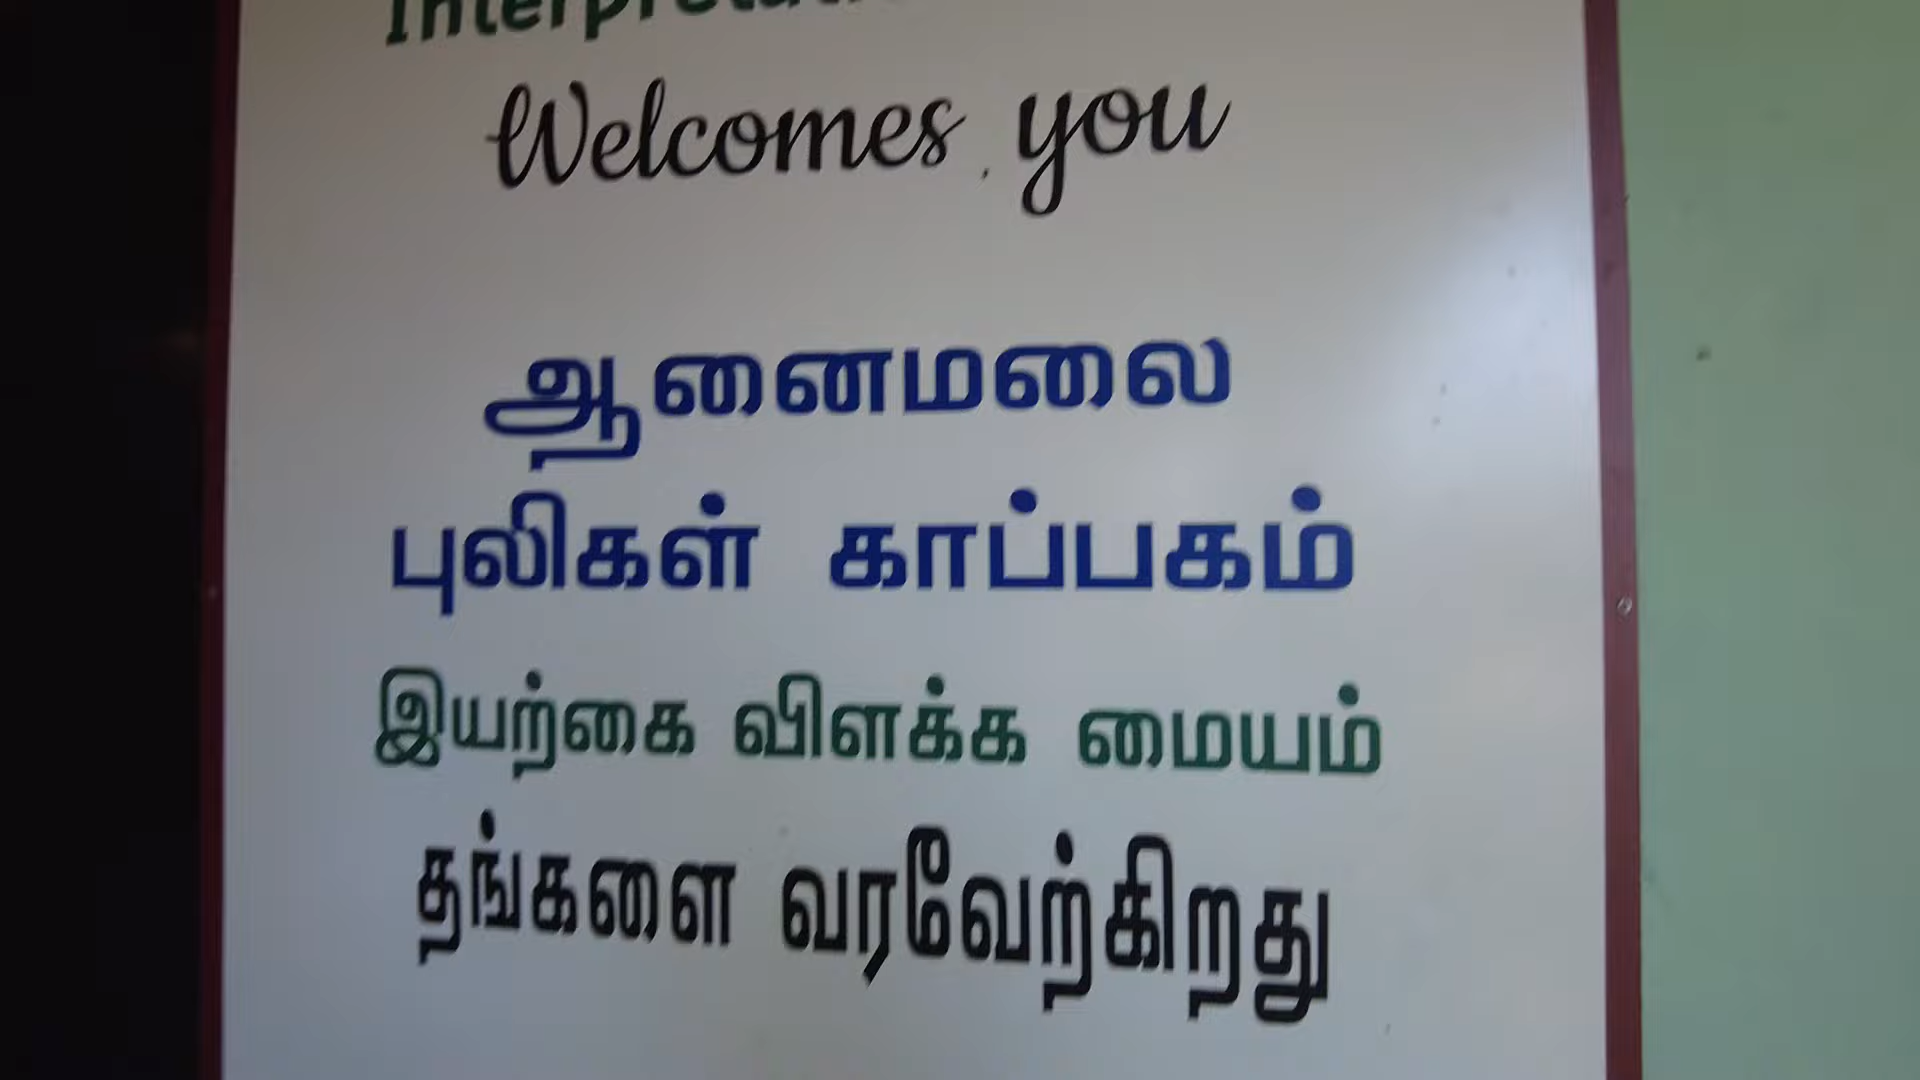 Welcomes you
ஆனைமலை
புலிகள் காப்பகம்
இயற்கை விளக்க மையம்
தங்களை வரவேற்கிறது